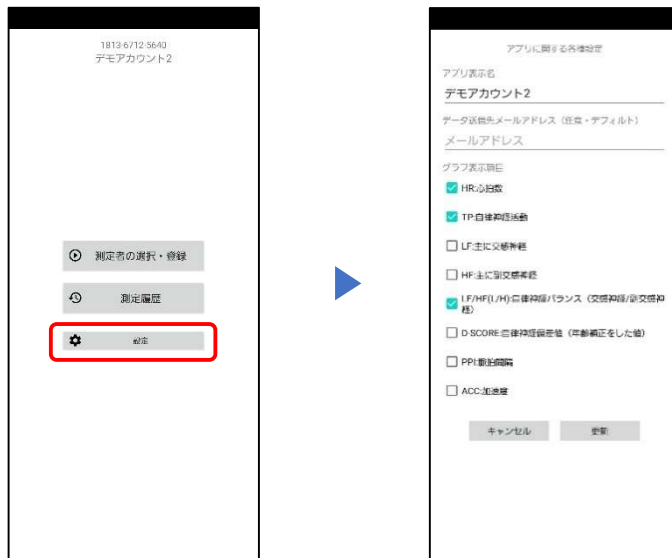 1813-6712-5640
デモアカウント2
測定者の選択・登録
測定履歴
設定
アプリに関する各種設定
アプリ表示名
デモアカウント2
データ送信先メールアドレス（任意・デフォルト）
メールアドレス
グラフ表示項目
HR:心拍数
TP:自律神経活動
LF:主に交感神経
HF:主に副交感神経
LF/HF(L/H):自律神経バランス（交感神経/副交感神
経）
D-SCORE:自律神経偏差値（年齢補正をした値）
PPI:脈拍間隔
ACC:加速度
キャンセル
更新